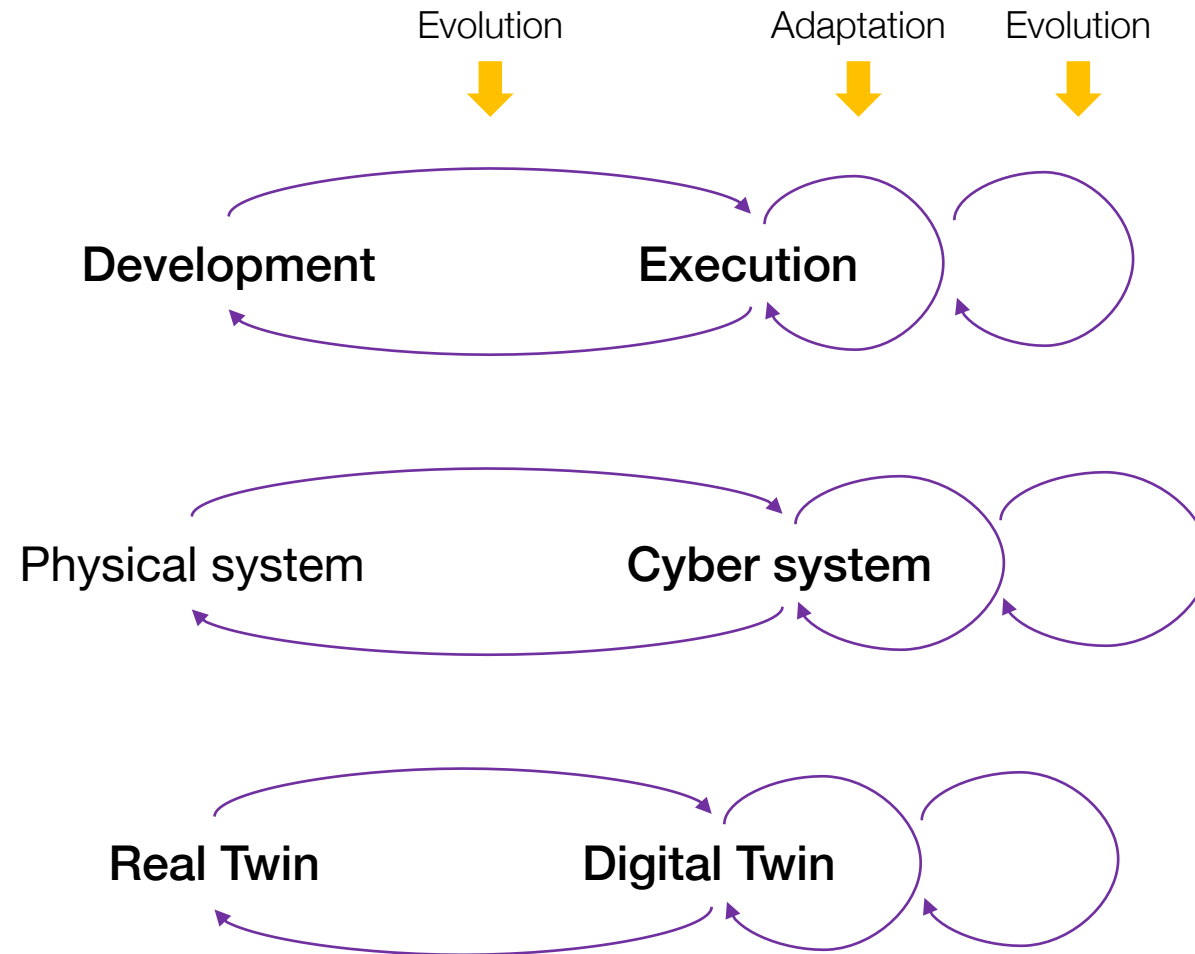 Evolution Adaptation Evolution
Development Execution
Physical system Cyber system
Real Twin Digital Twin